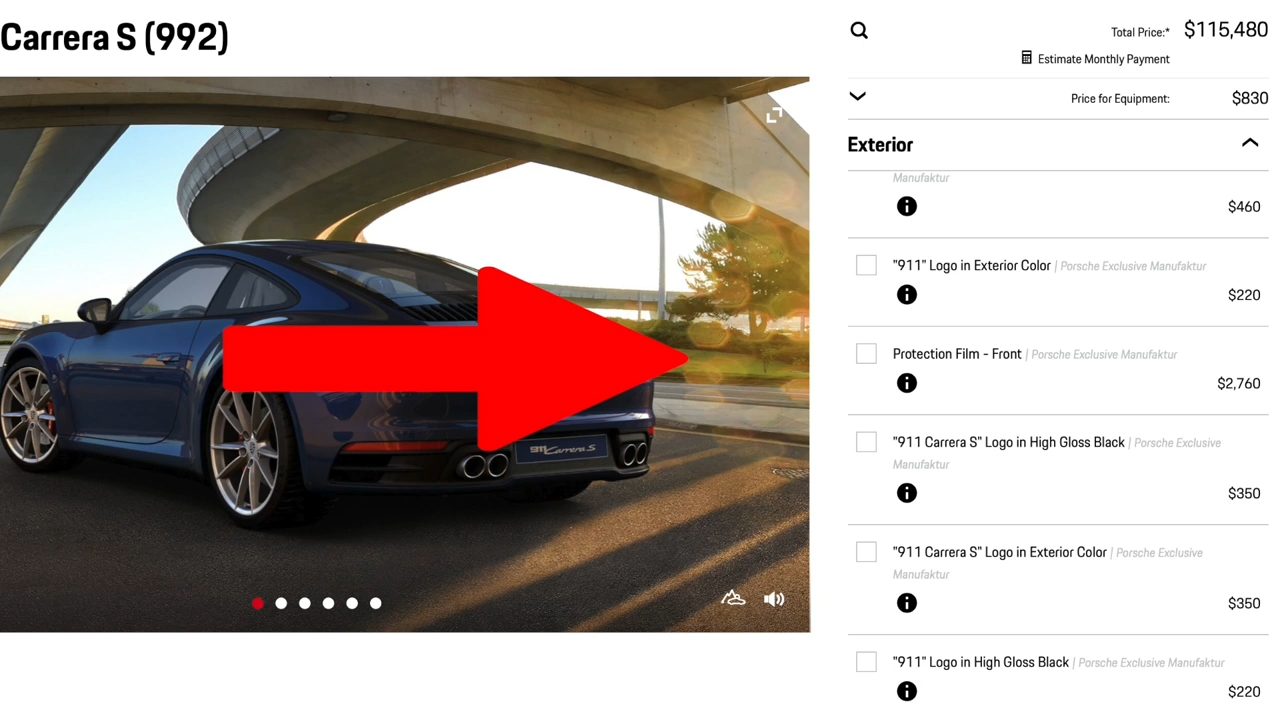 Carrera S (992)
Total Price:* $115,480
Estimate Monthly Payment
Price for Equipment: $830
Exterior
Manufaktur
$460
"911" Logo in Exterior Color | Porsche Exclusive Manufaktur
$220
Protection Film - Front | Porsche Exclusive Manufaktur
$2,760
"911 Carrera S" Logo in High Gloss Black | Porsche Exclusive
Manufaktur
$350
"911 Carrera S" Logo in Exterior Color | Porsche Exclusive
Manufaktur
$350
"911" Logo in High Gloss Black | Porsche Exclusive Manufaktur
$220
911 Carrera S